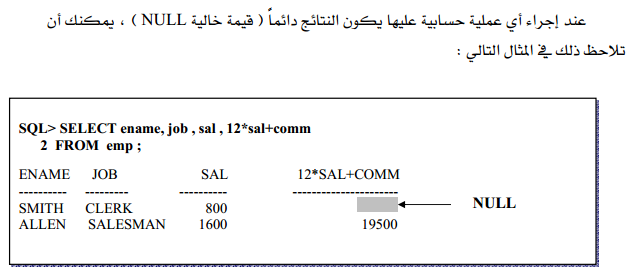 عند إجراء أي عملية حسابية عليها يكون النتائج دائماً ( قيمة خالية NULL ) ، يمكنك أن
تلاحظ ذلك في المثال التالي :
SQL> SELECT ename, job , sal , 12*sal+comm
2 FROM emp ;
ENAME JOB SAL 12*SAL+COMM
---------- --------- ---------- ----------------------
SMITH CLERK 800 NULL
ALLEN SALESMAN 1600 19500